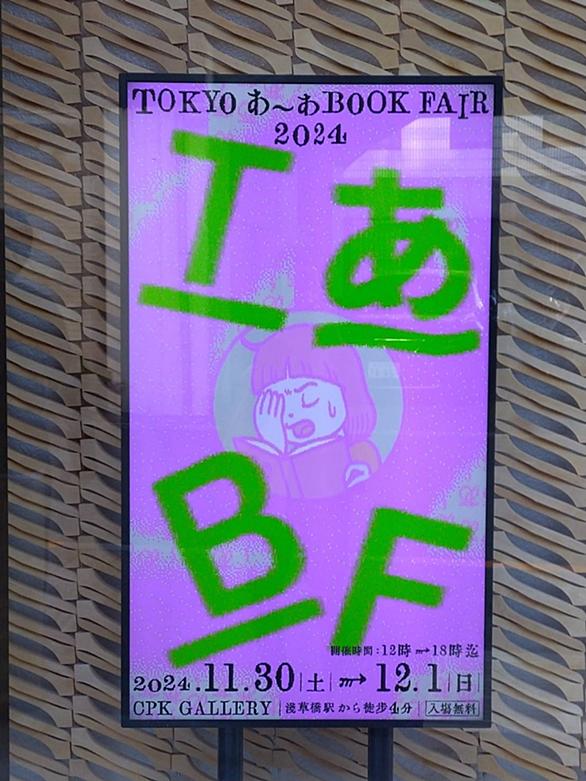 TOKYO あ〜ぁBOOK FAIR
2024
T あ
B F
開催時間:12時→18時迄
2024.11.30|土|→12.1|日|
CPK GALLERY|浅草橋駅から徒歩4分|入場無料